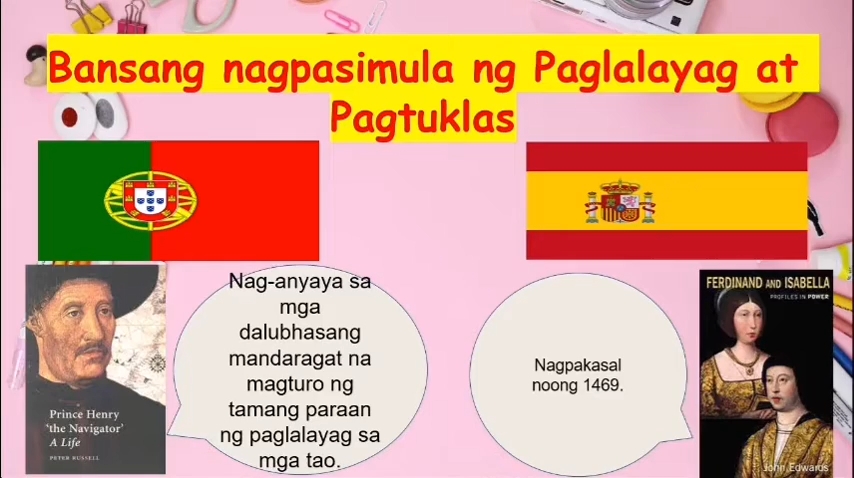 Bansang nagpasimula ng Paglalayag at
Pagtuklas
Nag-anyaya sa
mga
dalubhasang
mandaragat na
magturo ng
tamang paraan
ng paglalayag sa
mga tao.
Prince Henry
'the Navigator'
A Life
PETER RUSSELL
Nagpakasal
noong 1469.
FERDINAND AND ISABELLA
PROFILES IN POWER
John Edwards